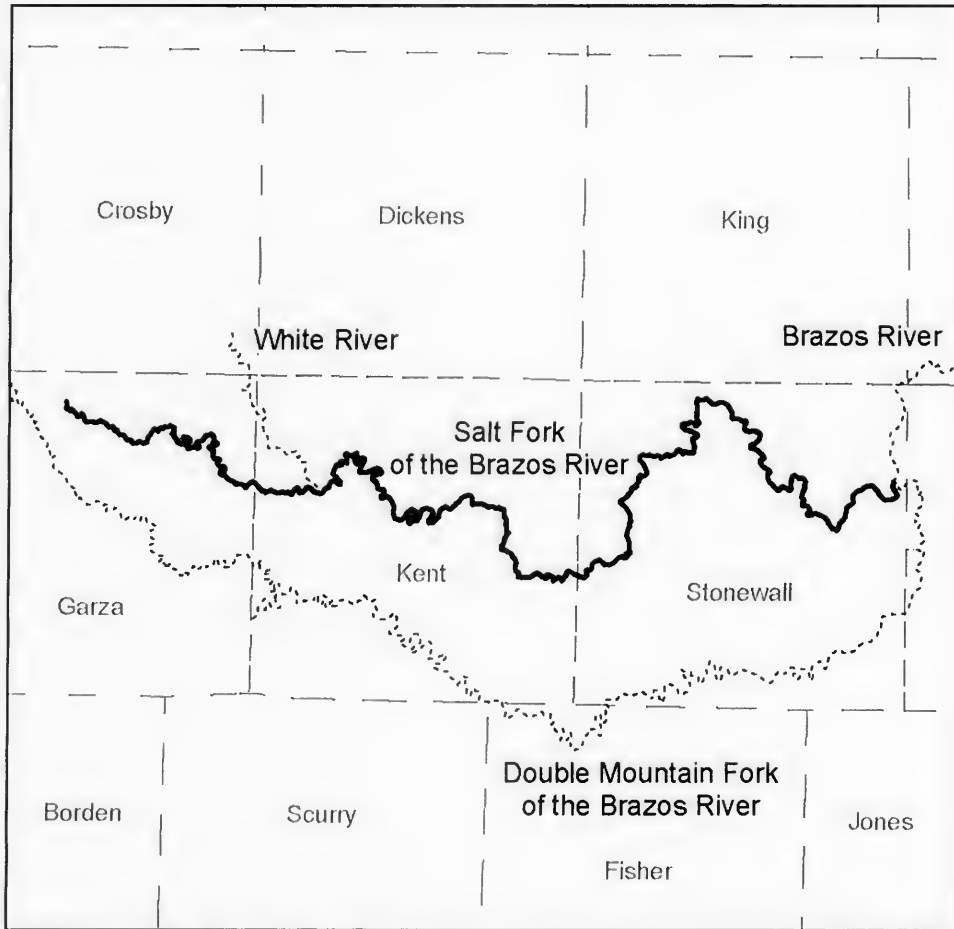 Crosby
Dickens
King
White River
Brazos River
Salt Fork
of the Brazos River
Kent
Garza
Stonewall
Double Mountain Fork
of the Brazos River
Borden
Scurry
Jones
Fisher